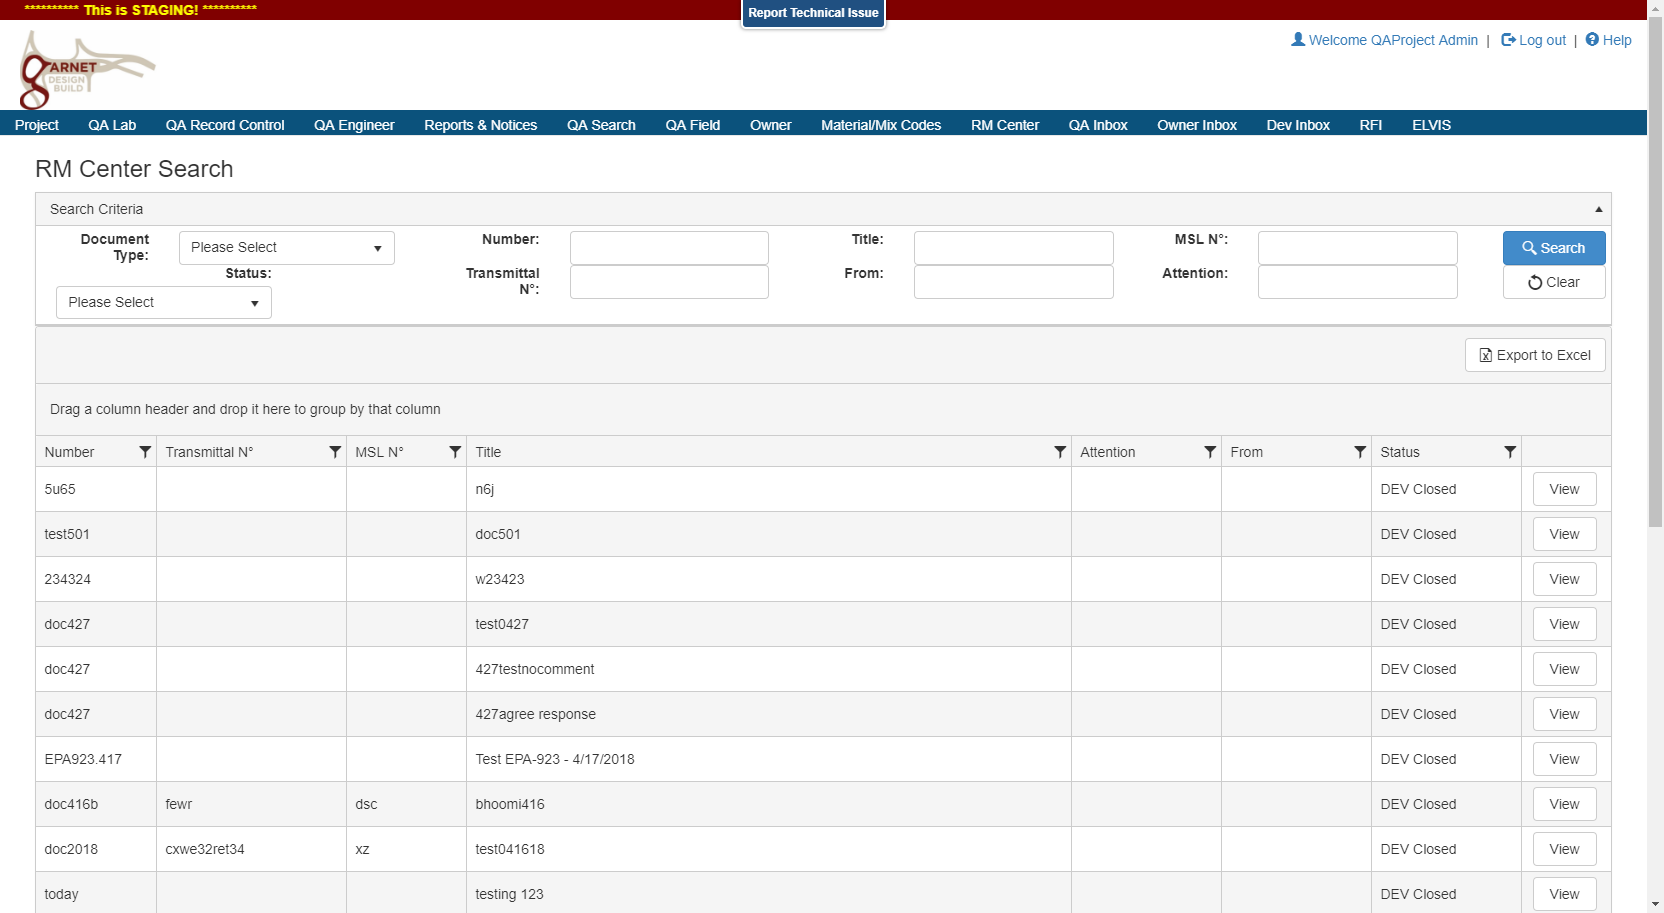 ********** This is STAGING! **********
Report Technical Issue
Welcome QAProject Admin | Log out | Help
gARNET
DESIGN
BUILD
Project QA Lab QA Record Control QA Engineer Reports & Notices QA Search QA Field Owner Material/Mix Codes RM Center QA Inbox Owner Inbox Dev Inbox RFI ELVIS
RM Center Search
Search Criteria
Document Type: Please Select Number: Title: MSL N°: Search
Status: Please Select Transmittal N°: From: Attention: Clear
Export to Excel
Drag a column header and drop it here to group by that column
Number Transmittal N° MSL N° Title Attention From Status
5u65 n6j DEV Closed View
test501 doc501 DEV Closed View
234324 w23423 DEV Closed View
doc427 test0427 DEV Closed View
doc427 427testnocomment DEV Closed View
doc427 427agree response DEV Closed View
EPA923.417 Test EPA-923 - 4/17/2018 DEV Closed View
doc416b fewr dsc bhoomi416 DEV Closed View
doc2018 cxwe32ret34 xz test041618 DEV Closed View
today testing 123 DEV Closed View